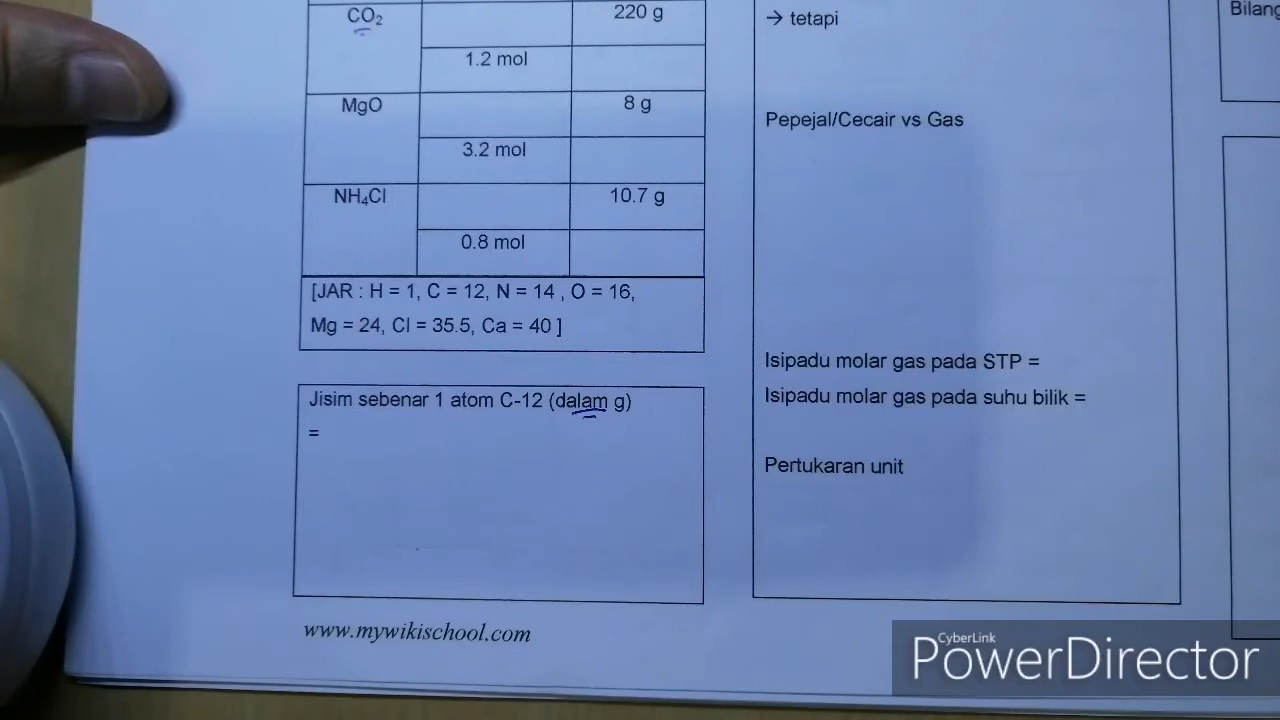 CO₂
220 g
1.2 mol
MgO
8 g
3.2 mol
NH₄Cl
10.7 g
0.8 mol
[JAR : H = 1, C = 12, N = 14 , O = 16,
Mg = 24, Cl = 35.5, Ca = 40 ]
Jisim sebenar 1 atom C-12 (dalam g)
=
www.mywikischool.com
→ tetapi
Pepejal/Cecair vs Gas
Isipadu molar gas pada STP =
Isipadu molar gas pada suhu bilik =
Pertukaran unit
CyberLink
PowerDirector